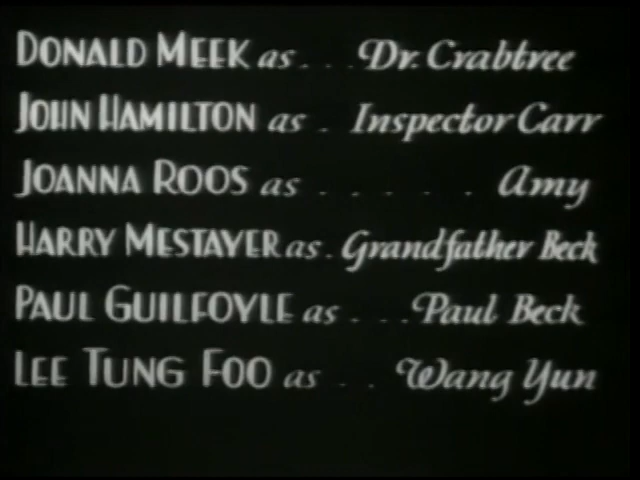 DONALD MEEK as . . . Dr. Crabtree
JOHN HAMILTON as . Inspector Carr
JOANNA ROOS as . . . . . Amy
HARRY MESTAYER as . Grandfather Beck
PAUL GUILFOYLE as . . . Paul Beck
LEE TUNG FOO as . . Wang Yun